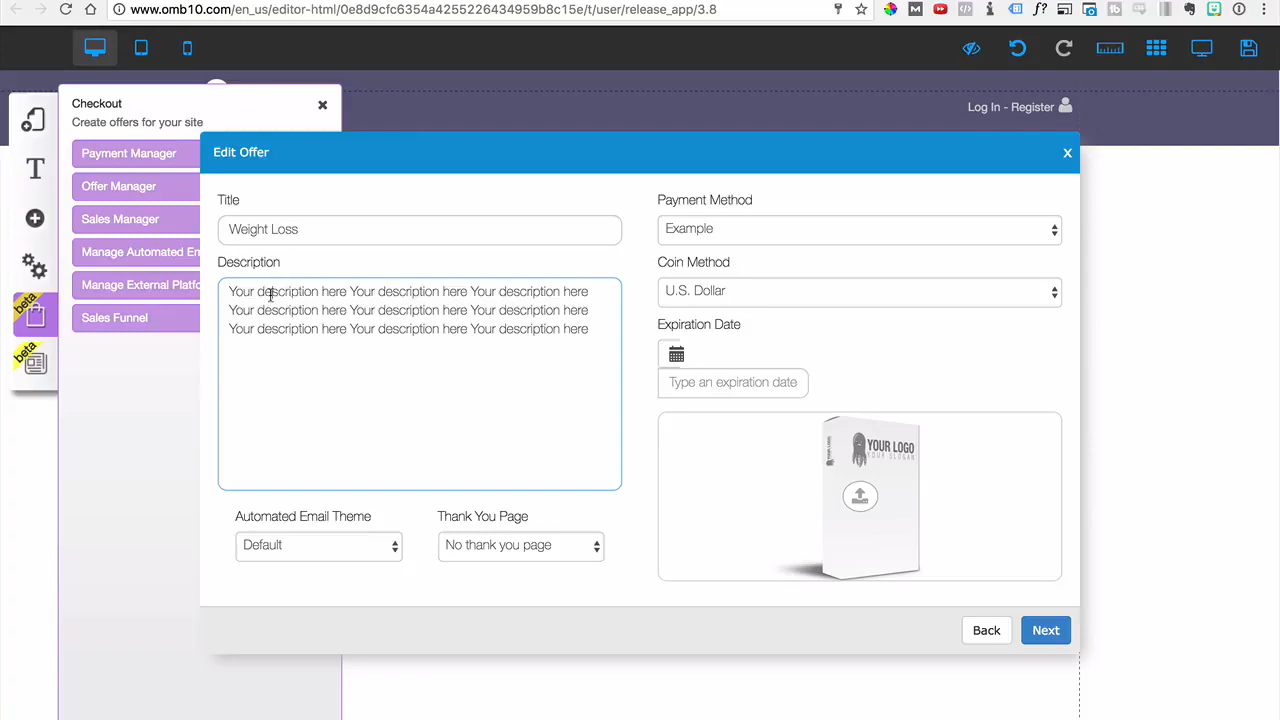 www.omb10.com/en_us/editor-html/0e8d9cfc6354a4255226434959b8c15e/t/user/release_app/3.8
Log In - Register
Checkout
Create offers for your site
Payment Manager
Offer Manager
Sales Manager
Manage Automated Em
Manage External Platfo
Sales Funnel
beta
beta
Edit Offer
X
Title
Weight Loss
Description
Your description here Your description here Your description here
Your description here Your description here Your description here
Your description here Your description here Your description here
Automated Email Theme
Default
Thank You Page
No thank you page
Payment Method
Example
Coin Method
U.S. Dollar
Expiration Date
Type an expiration date
YOUR LOGO
YOUR SLOGAN
Back
Next